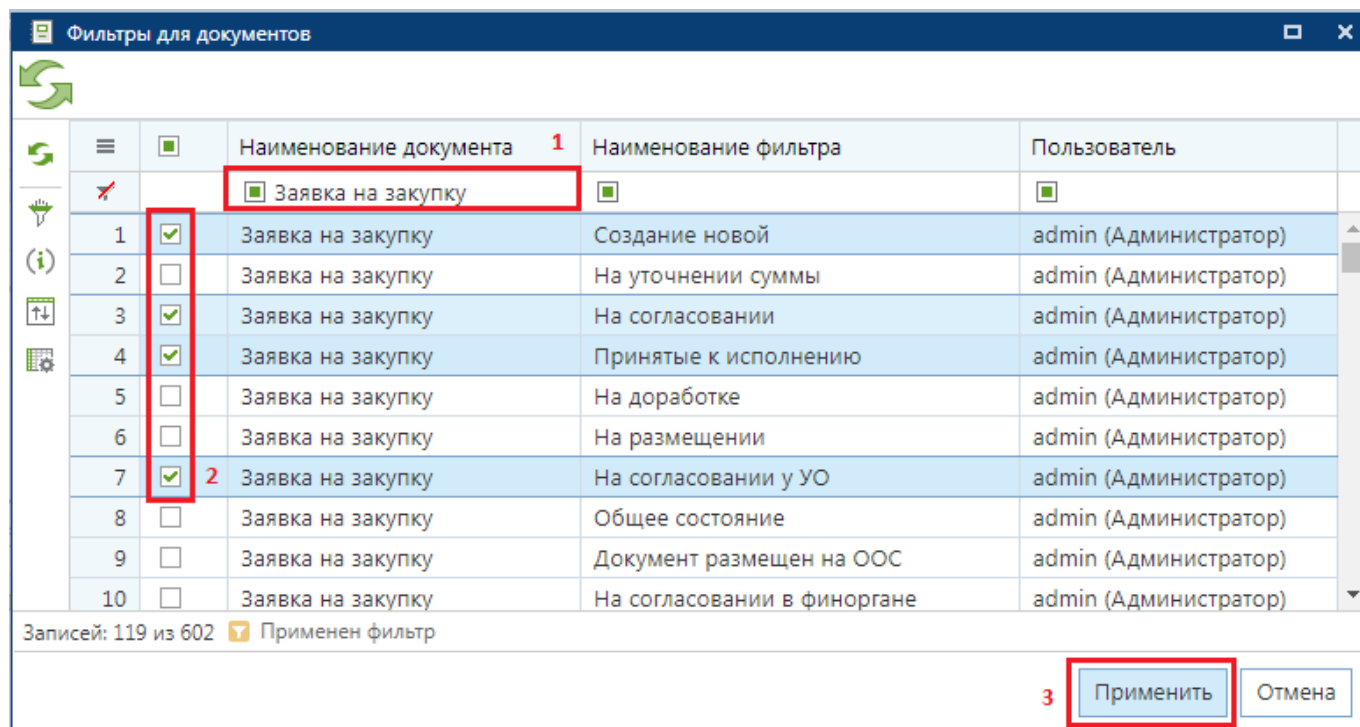 Фильтры для документов
Наименование документа 1 Наименование фильтра Пользователь
Заявка на закупку
1 Заявка на закупку Создание новой admin (Администратор)
2 Заявка на закупку На уточнении суммы admin (Администратор)
3 Заявка на закупку На согласовании admin (Администратор)
4 Заявка на закупку Принятые к исполнению admin (Администратор)
5 Заявка на закупку На доработке admin (Администратор)
6 Заявка на закупку На размещении admin (Администратор)
7 2 Заявка на закупку На согласовании у УО admin (Администратор)
8 Заявка на закупку Общее состояние admin (Администратор)
9 Заявка на закупку Документ размещен на ООС admin (Администратор)
10 Заявка на закупку На согласовании в финоргане admin (Администратор)
Записей: 119 из 602 Применен фильтр
3 Применить Отмена